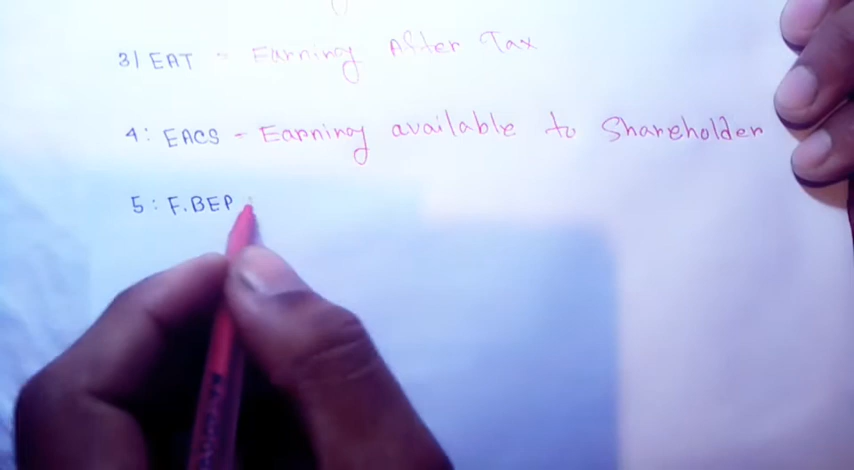 3) EAT - Earning After Tax
4: EACS - Earning available to Shareholder
5: F.BEP